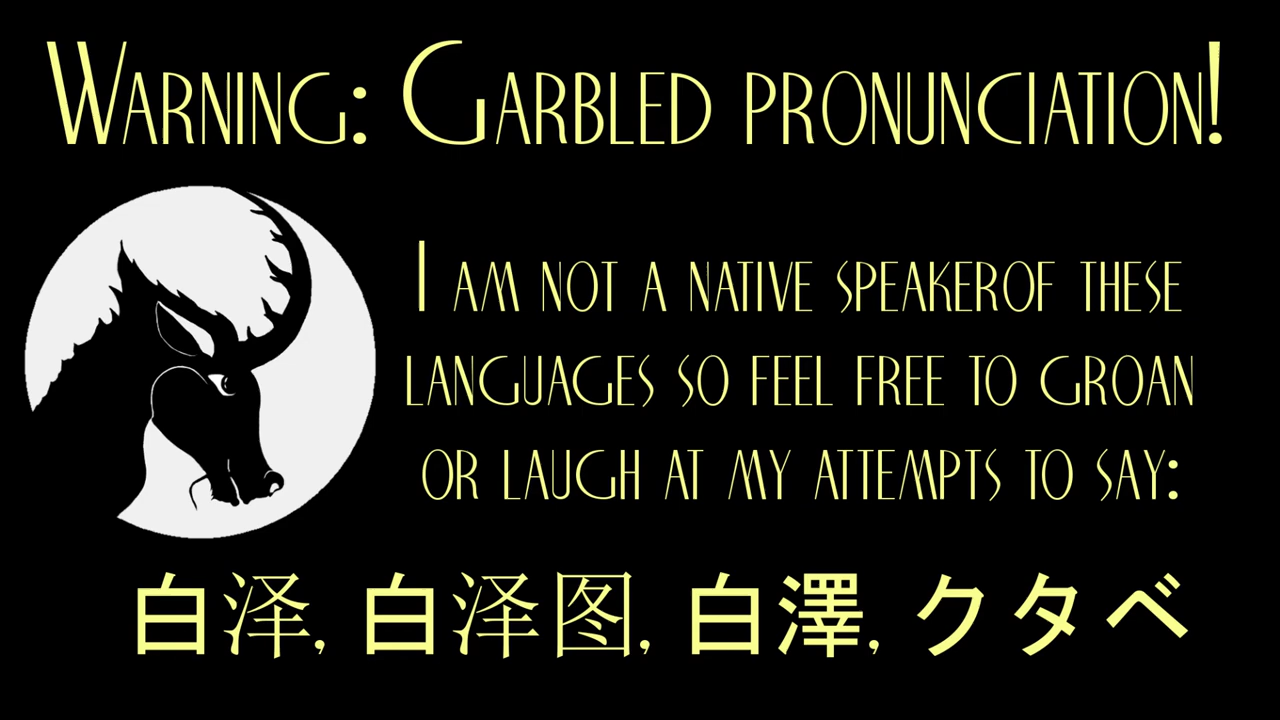 Warning: Garbled pronunciation!
I am not a native speakerof these
languages so feel free to groan
or laugh at my attempts to say:
白泽, 白泽图, 白澤, クタベ